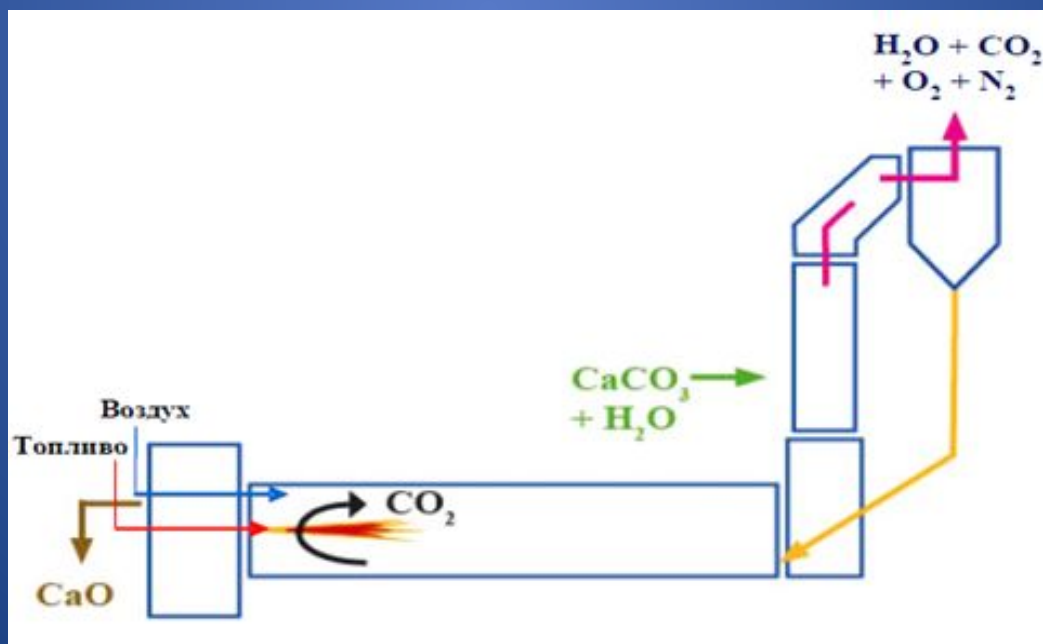 H₂O + CO₂
+ O₂ + N₂
CaCO₃
+ H₂O
Воздух
Топливо
CO₂
CaO